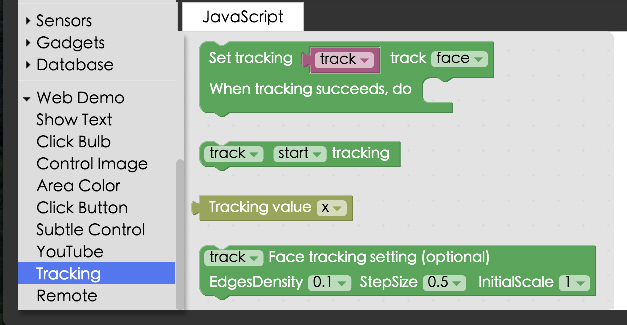 Sensors
Gadgets
Database
Web Demo
Show Text
Click Bulb
Control Image
Area Color
Click Button
Subtle Control
YouTube
Tracking
Remote
JavaScript
Set tracking track track face
When tracking succeeds, do
track start tracking
Tracking value x
track Face tracking setting (optional)
EdgesDensity 0.1 StepSize 0.5 InitialScale 1